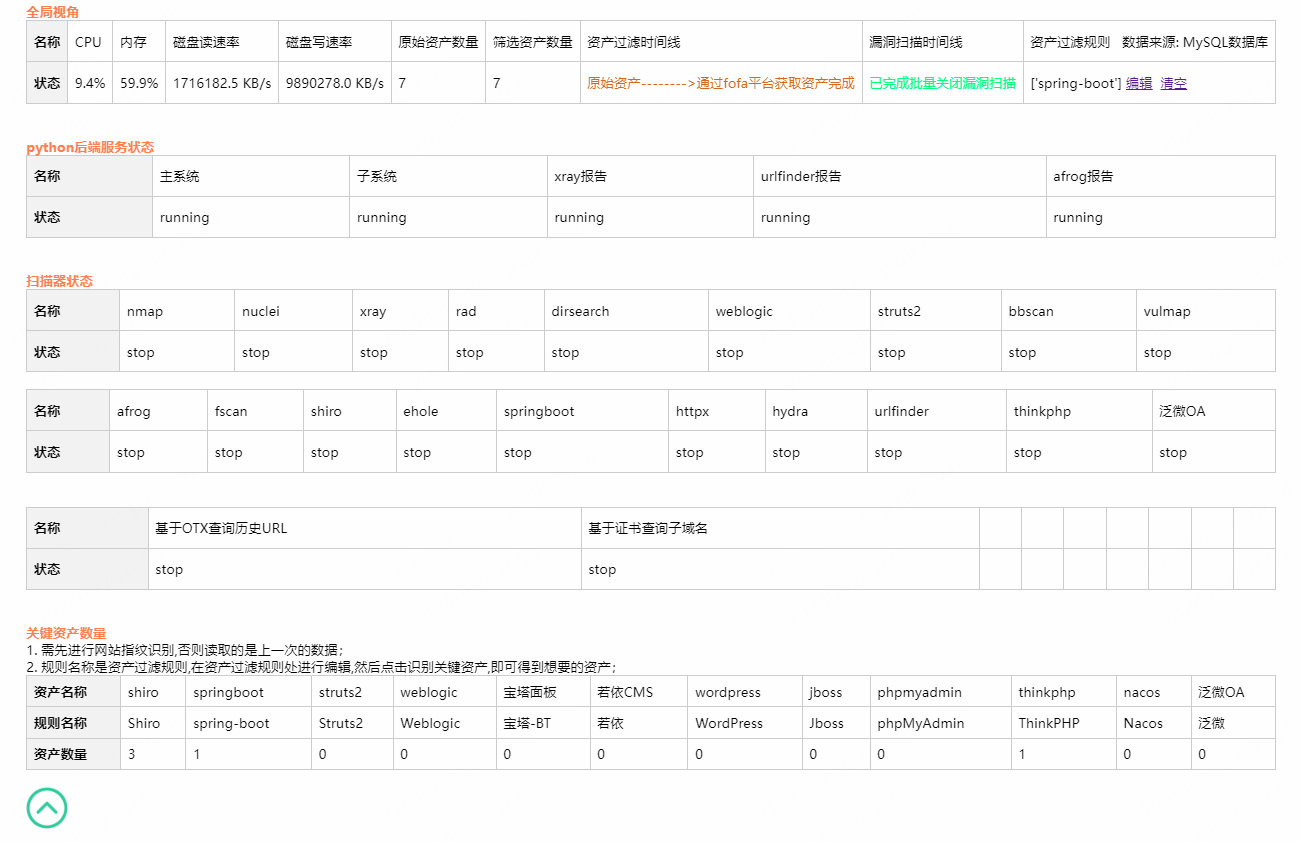 全局视角
名称 CPU 内存 磁盘读速率 磁盘写速率 原始资产数量 筛选资产数量 资产过滤时间线 漏洞扫描时间线 资产过滤规则 数据来源: MySQL数据库
状态 9.4% 59.9% 1716182.5 KB/s 9890278.0 KB/s 7 7 原始资产-------->通过fofa平台获取资产完成 已完成批量关闭漏洞扫描 ['spring-boot'] 编辑 清空
python后端服务状态
名称 主系统 子系统 xray报告 urlfinder报告 afrog报告
状态 running running running running running
扫描器状态
名称 nmap nuclei xray rad dirsearch weblogic struts2 bbscan vulmap
状态 stop stop stop stop stop stop stop stop stop
名称 afrog fscan shiro ehole springboot httpx hydra urlfinder thinkphp 泛微OA
状态 stop stop stop stop stop stop stop stop stop stop
名称 基于OTX查询历史URL 基于证书查询子域名
状态 stop stop
关键资产数量
1. 需先进行网站指纹识别,否则读取的是上一次的数据;
2. 规则名称是资产过滤规则,在资产过滤规则处进行编辑,然后点击识别关键资产,即可得到想要的资产;
资产名称 shiro springboot struts2 weblogic 宝塔面板 若依CMS wordpress jboss phpmyadmin thinkphp nacos 泛微OA
规则名称 Shiro spring-boot Struts2 Weblogic 宝塔-BT 若依 WordPress Jboss phpMyAdmin ThinkPHP Nacos 泛微
资产数量 3 1 0 0 0 0 0 0 0 1 0 0